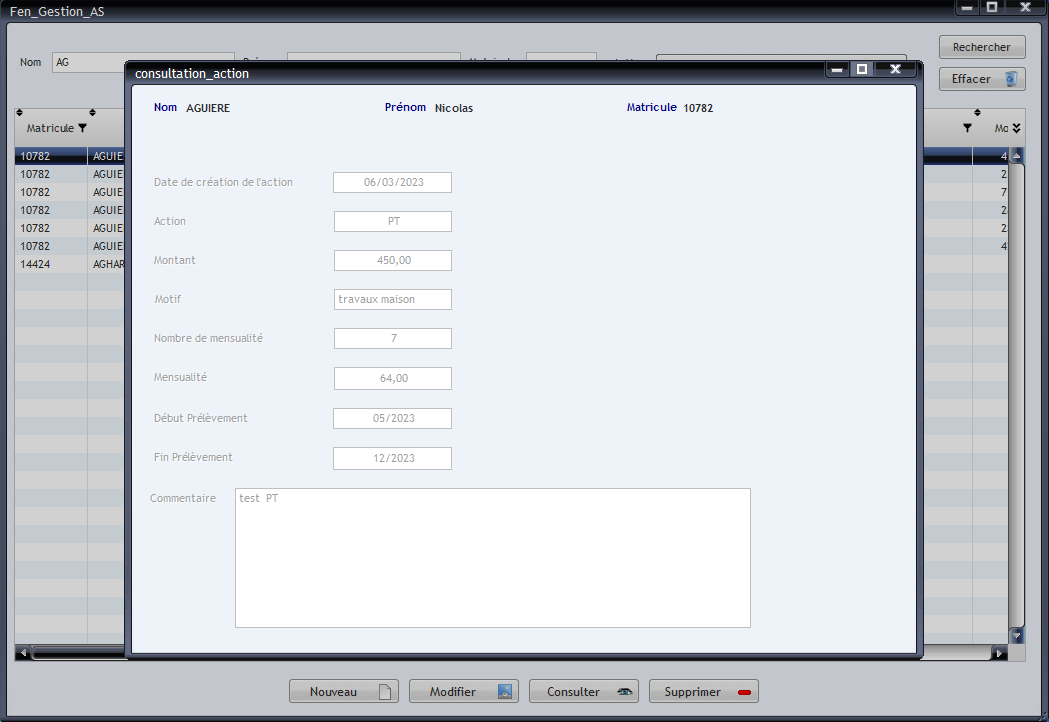 Fen_Gestion_AS
Nom AG
Rechercher
Effacer
consultation_action
Nom AGUIERE Prénom Nicolas Matricule 10782
Matricule
10782 AGUIE 4
10782 AGUIE 2
10782 AGUIE 7
10782 AGUIE 2
10782 AGUIE 2
10782 AGUIE 4
14424 AGHAR
Date de création de l'action 06/03/2023
Action PT
Montant 450,00
Motif travaux maison
Nombre de mensualité 7
Mensualité 64,00
Début Prélèvement 05/2023
Fin Prélèvement 12/2023
Commentaire test PT
Nouveau Modifier Consulter Supprimer